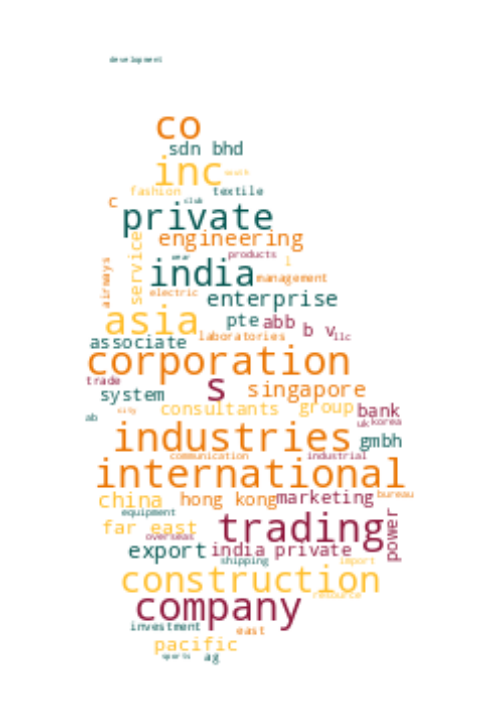 development
co
sdn bhd
inc
south
fashion textile
c club
private
engineering
service
wear products
l
india management
airways
electric enterprise
asia pte abb b v llc
associate laboratories
corporation
trade s singapore
system
consultants group bank
ab city uk korea
industries gmbh
communication industrial
international
china hong kong marketing bureau
equipment
far east trading power
overseas
export india private
shipping import
construction
resource
company
investment east
pacific
sports ag